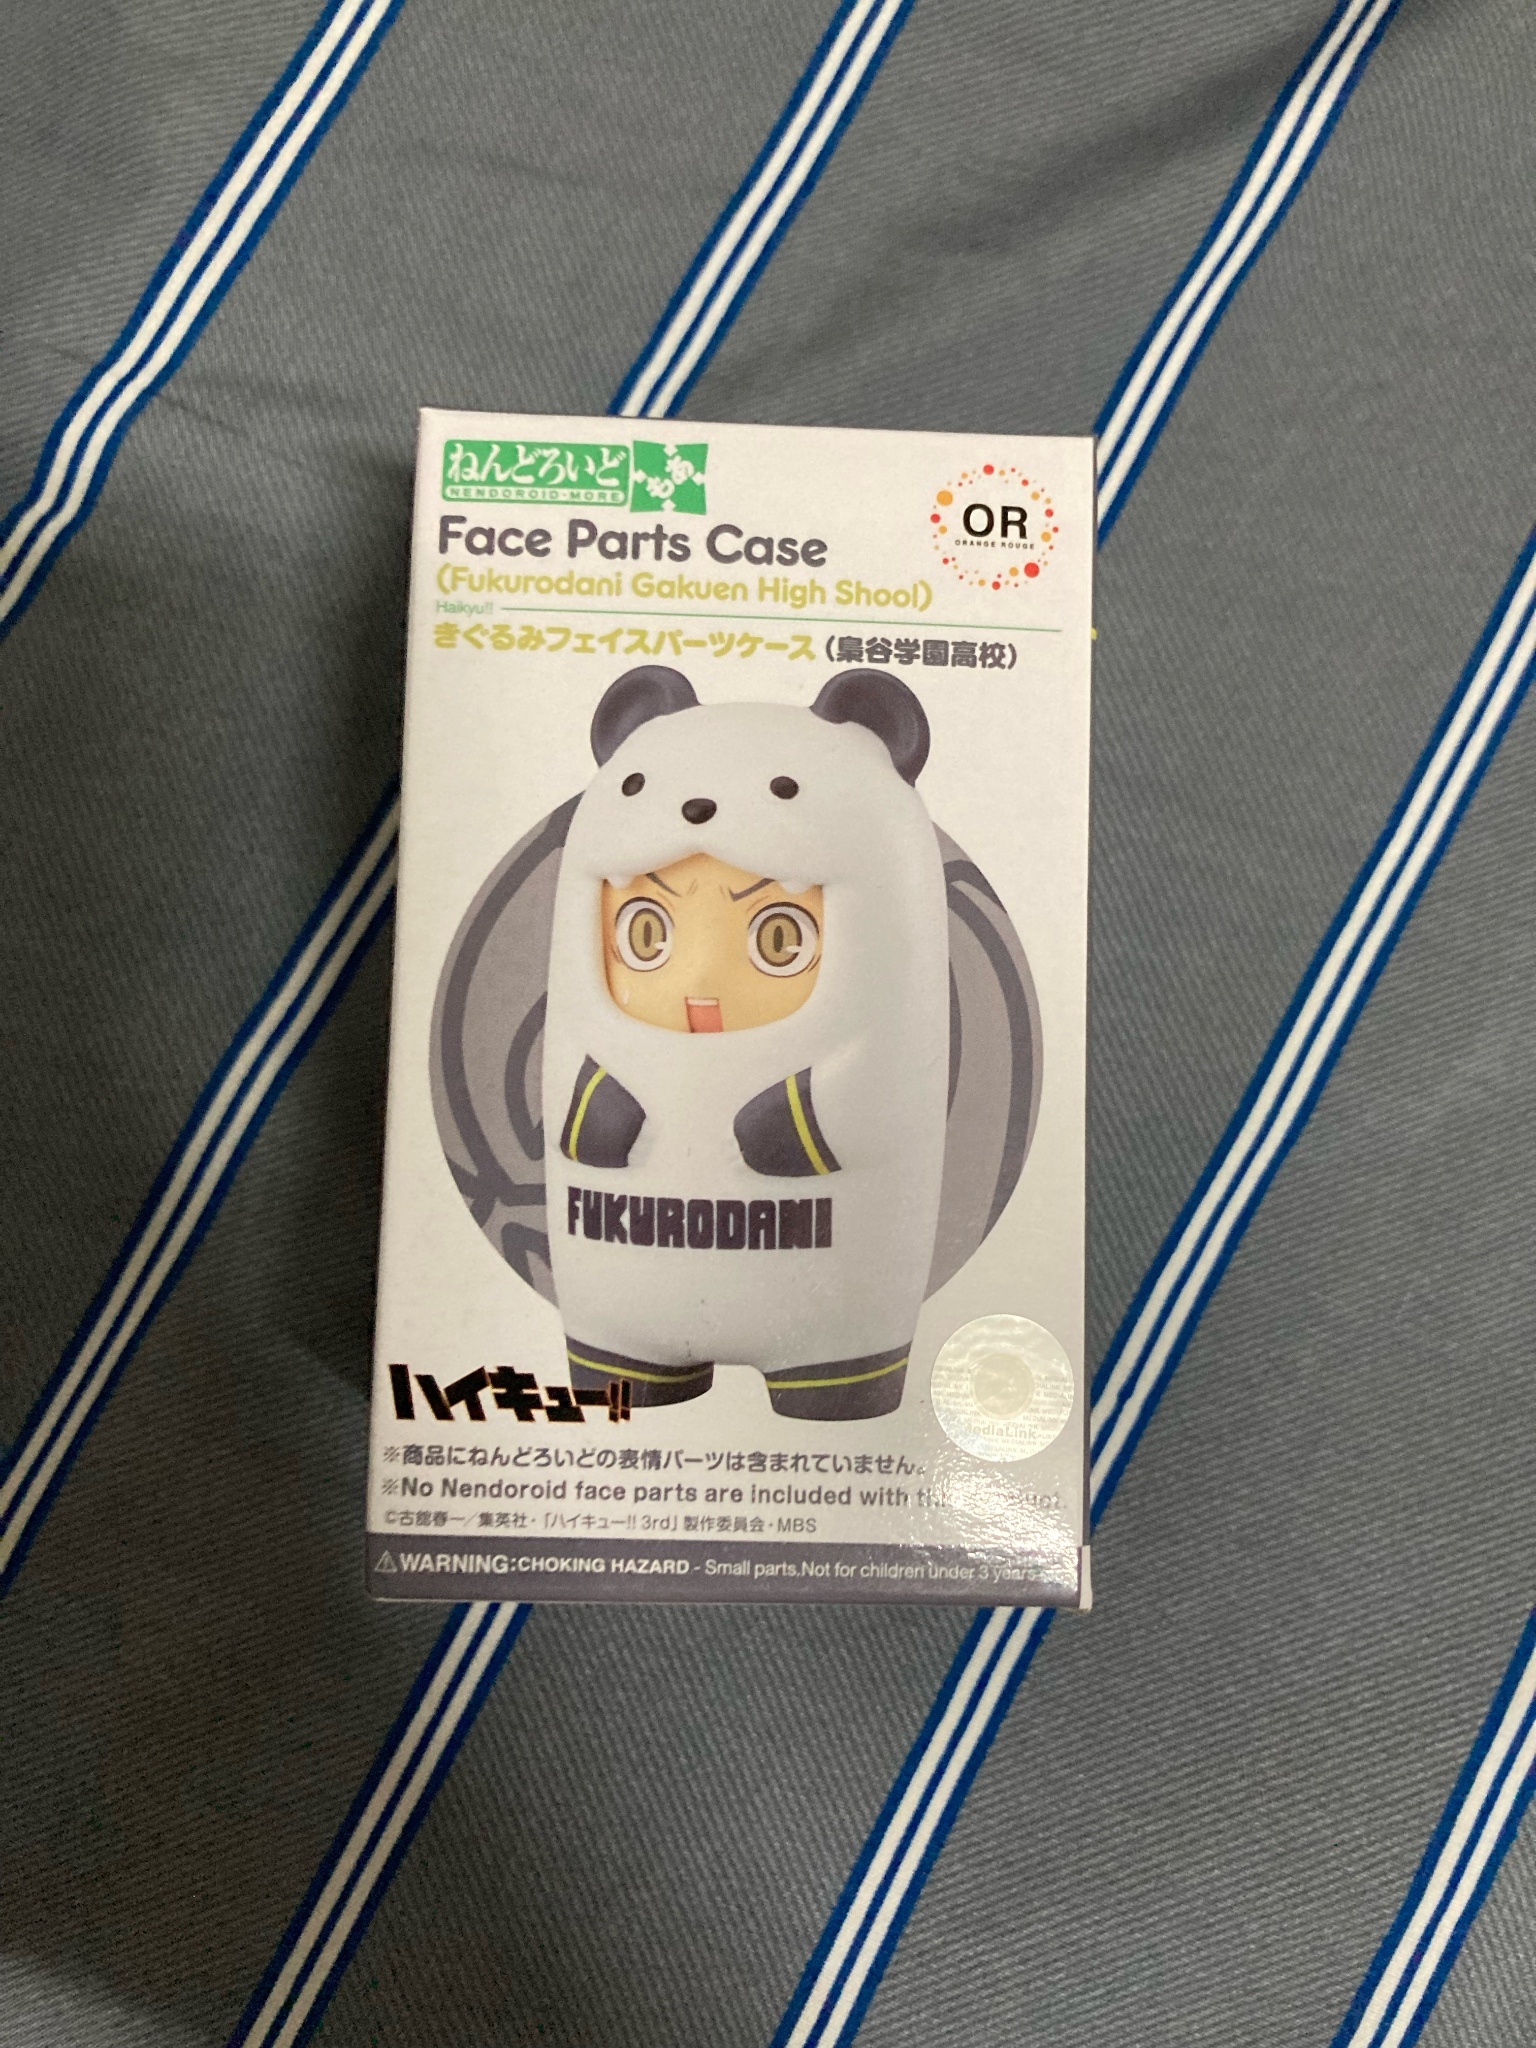 ねんどろいど
もあ
NENDOROID-MORE
OR
ORANGE ROUGE
Face Parts Case
(Fukurodani Gakuen High Shool)
Haikyu!!
きぐるみフェイスパーツケース (梟谷学園高校)
FUKURODANI
ハイキュー!!
MediaLink
※商品にねんどろいどの表情パーツは含まれていません。
※No Nendoroid face parts are included with
©古舘春一／集英社・「ハイキュー!! 3rd」製作委員会・MBS
⚠WARNING:CHOKING HAZARD - Small parts.Not for children under 3 years